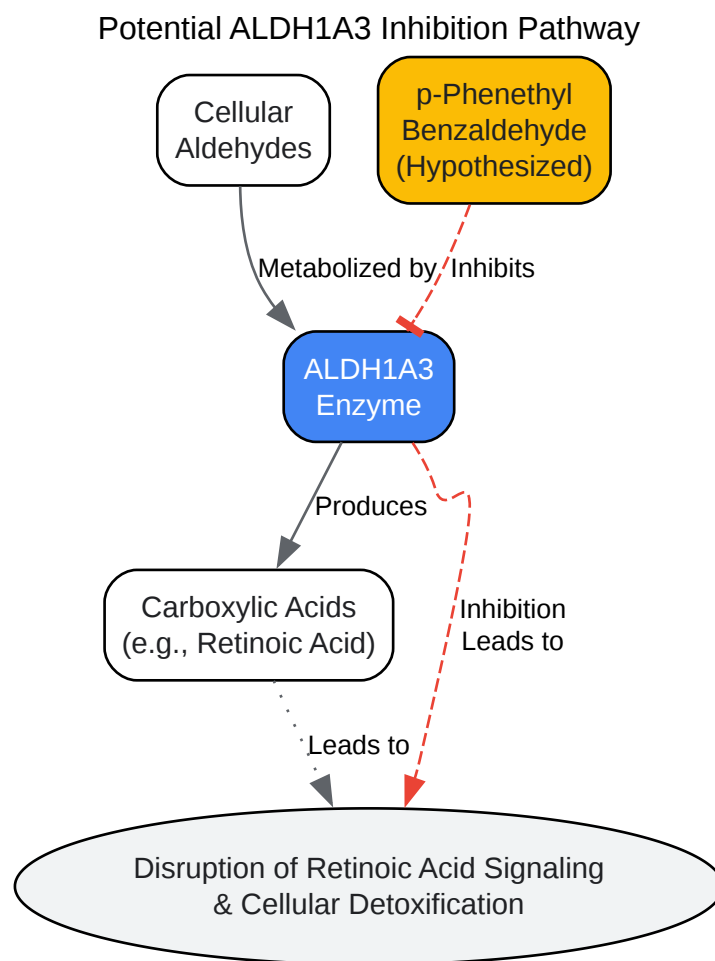 Potential ALDH1A3 Inhibition Pathway
Cellular
Aldehydes
p-Phenethyl
Benzaldehyde
(Hypothesized)
Metabolized by
Inhibits
ALDH1A3
Enzyme
Produces
Carboxylic Acids
(e.g., Retinoic Acid)
Inhibition
Leads to
Leads to
Disruption of Retinoic Acid Signaling
& Cellular Detoxification